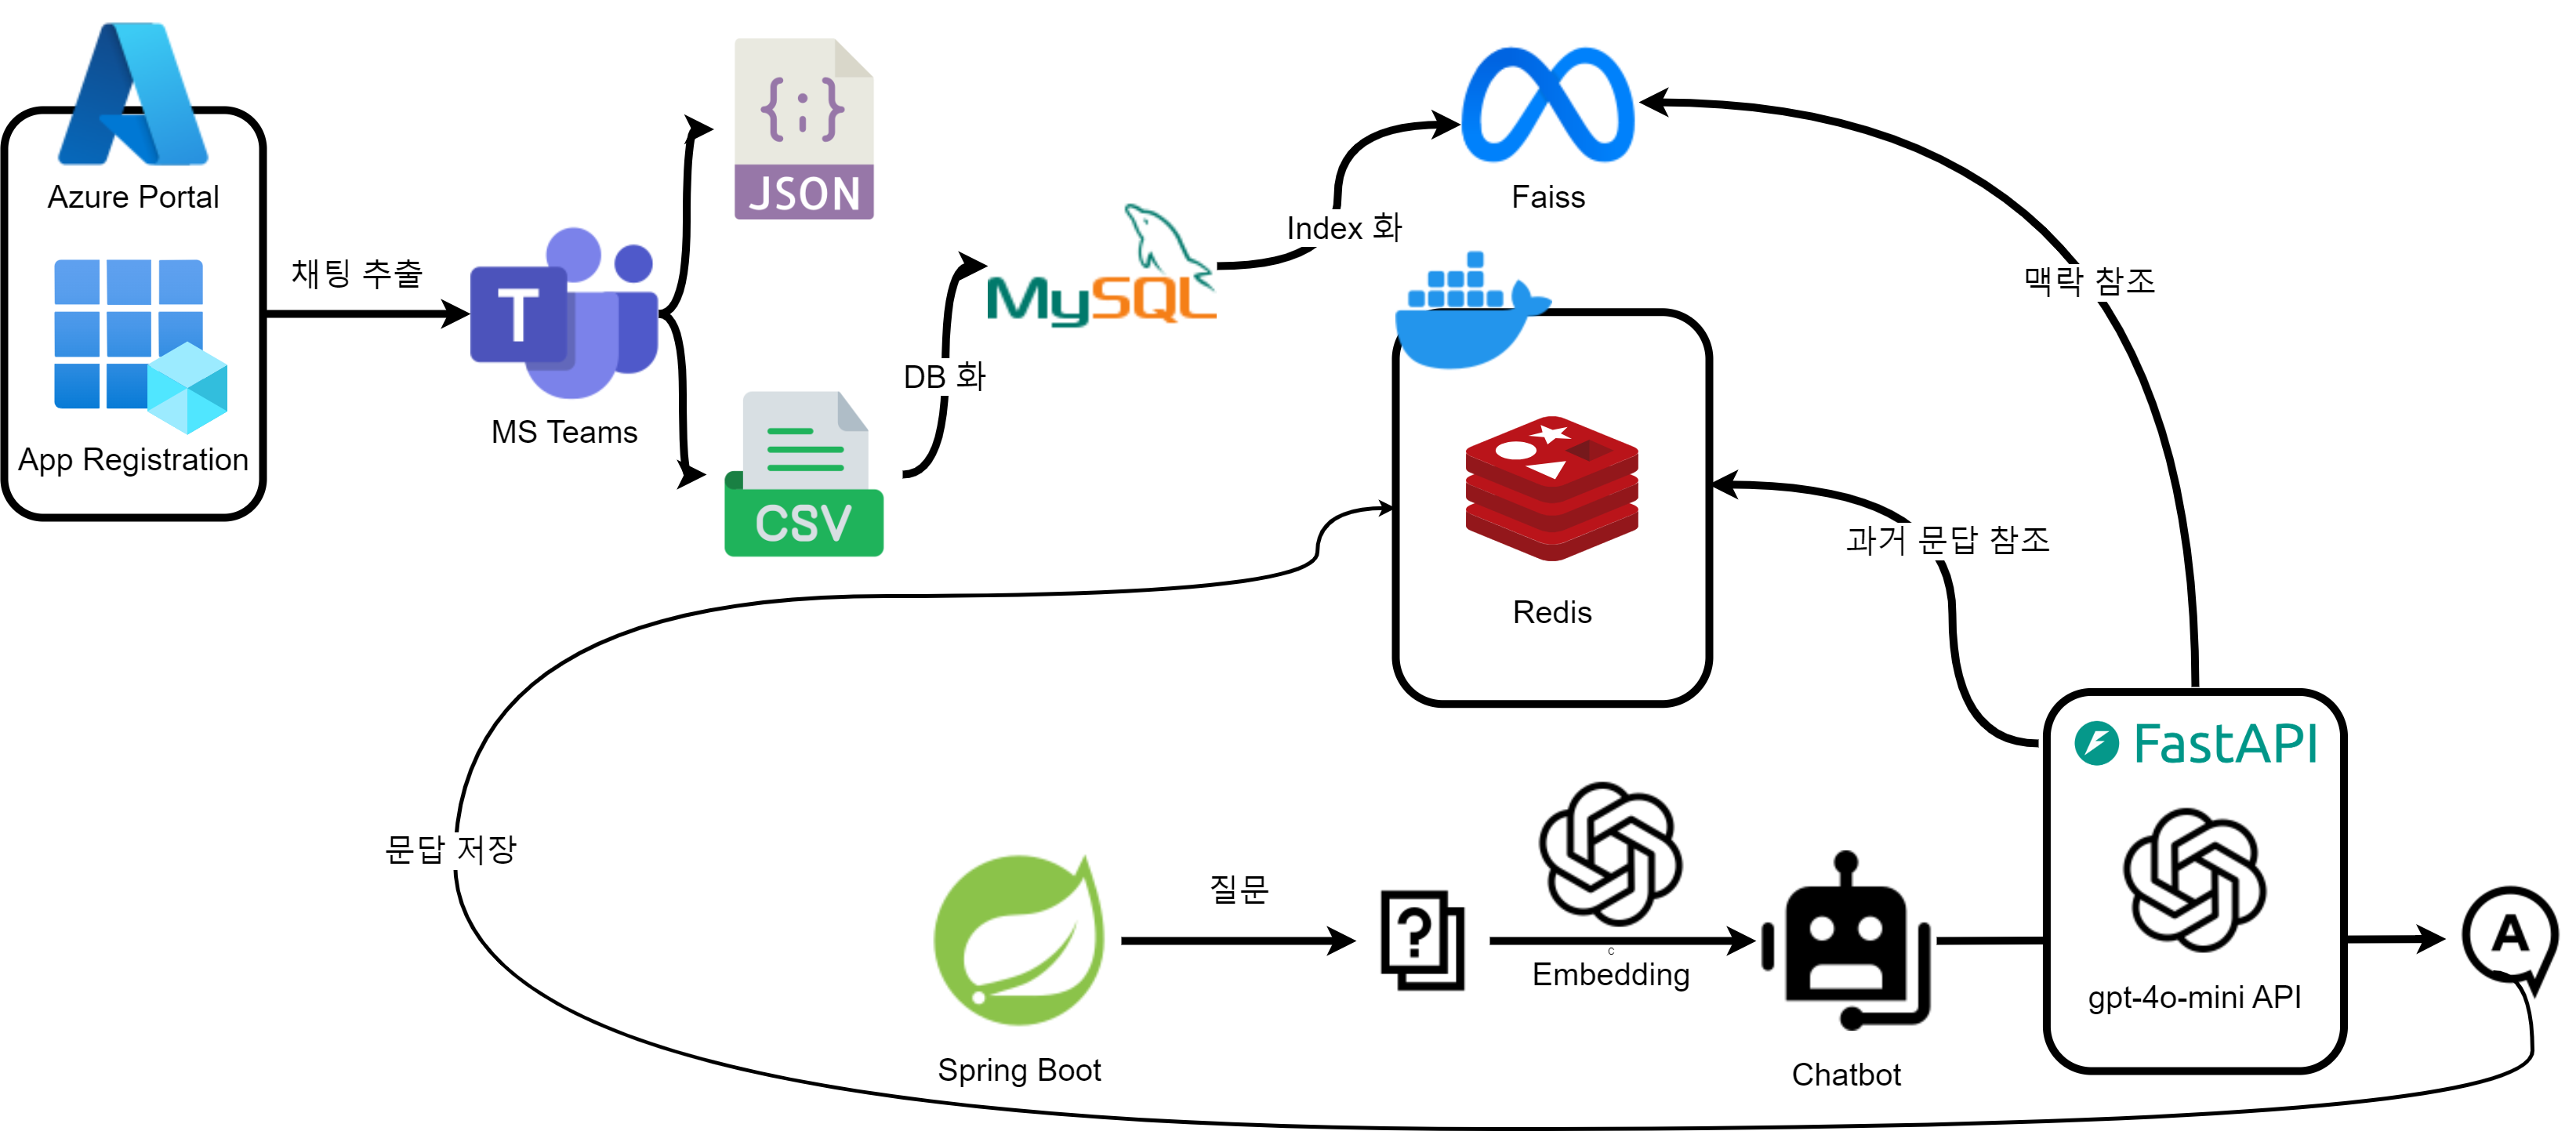 Azure Portal
App Registration
채팅 추출
T
MS Teams
{;}
JSON
CSV
DB 화
MySQL
Index 화
Faiss
맥락 참조
Redis
과거 문답 참조
문답 저장
Spring Boot
질문
?
c
Embedding
Chatbot
FastAPI
gpt-4o-mini API
A